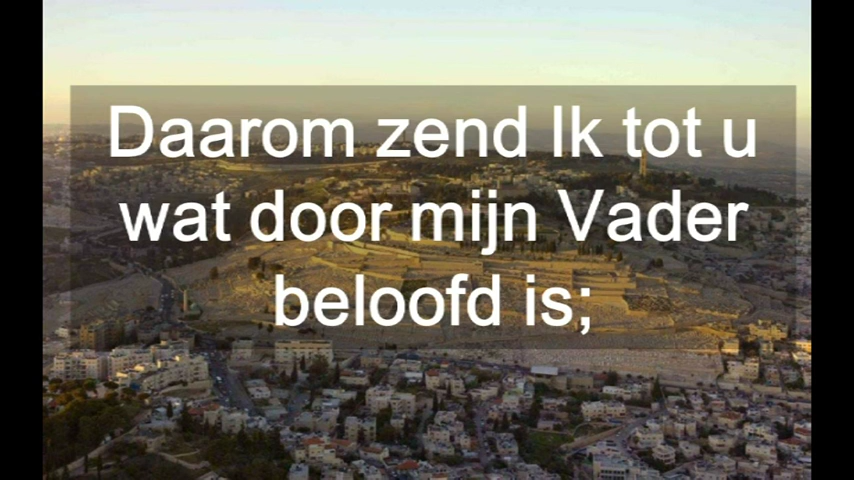 Daarom zend Ik tot u
wat door mijn Vader
beloofd is;